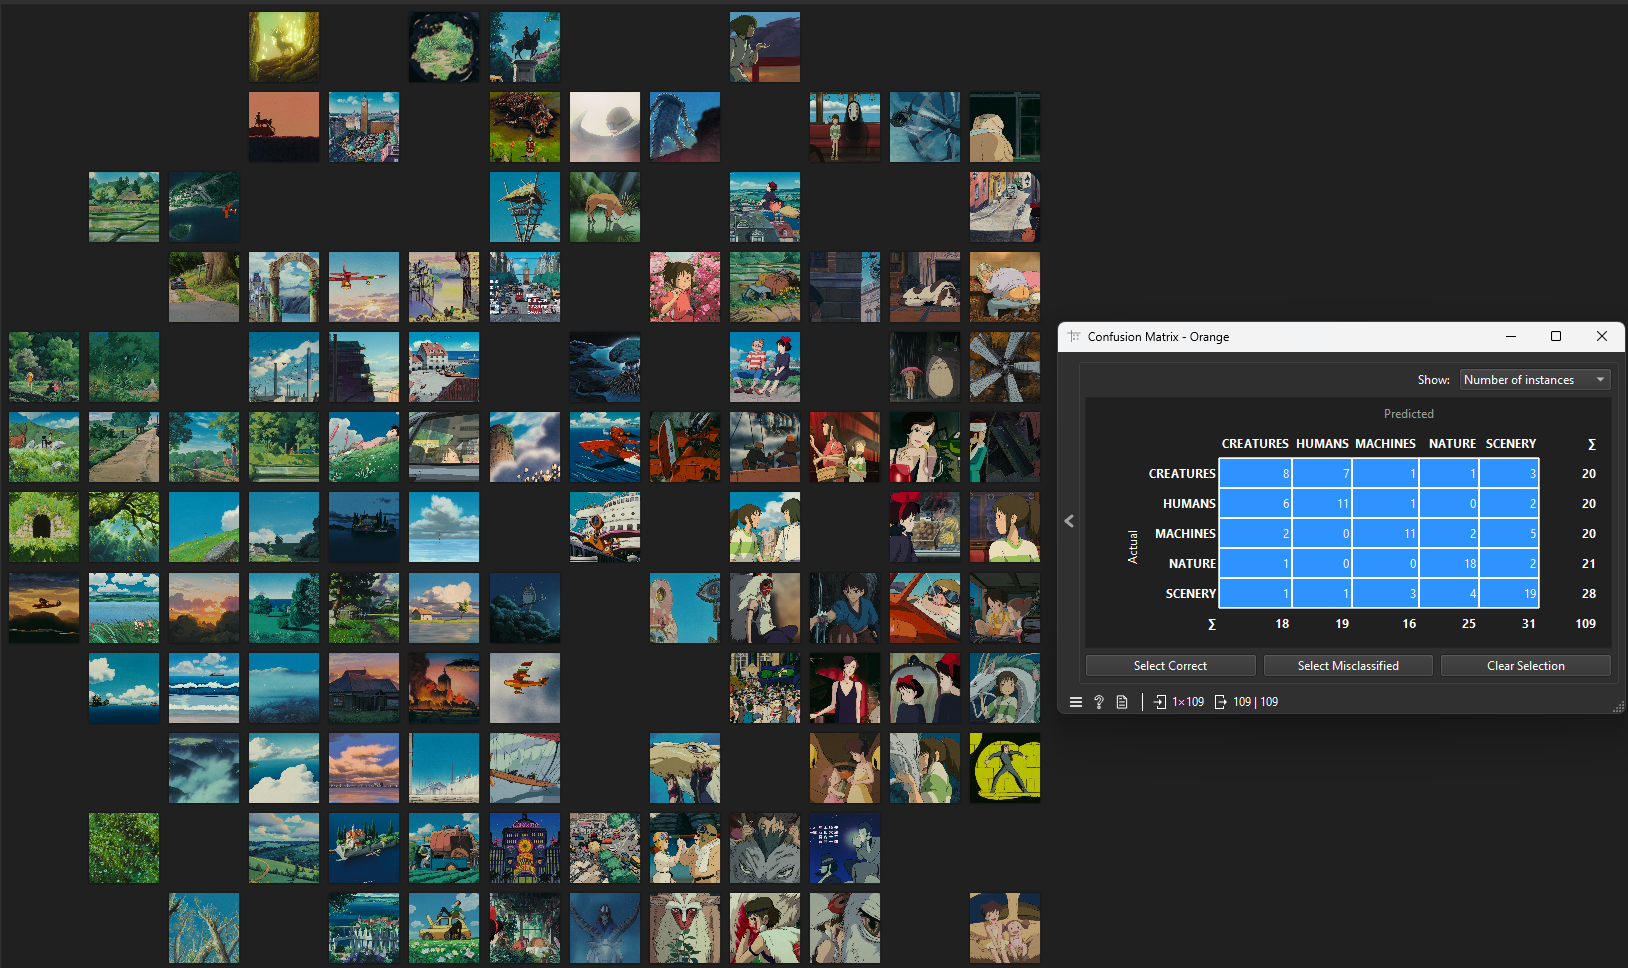 Confusion Matrix - Orange
Show: Number of instances
Predicted
CREATURES HUMANS MACHINES NATURE SCENERY Σ
CREATURES 8 7 1 1 3 20
HUMANS 6 11 1 0 2 20
Actual
MACHINES 2 0 11 2 5 20
NATURE 1 0 0 18 2 21
SCENERY 1 1 3 4 19 28
Σ 18 19 16 25 31 109
Select Correct Select Misclassified Clear Selection
? 1×109 109 | 109